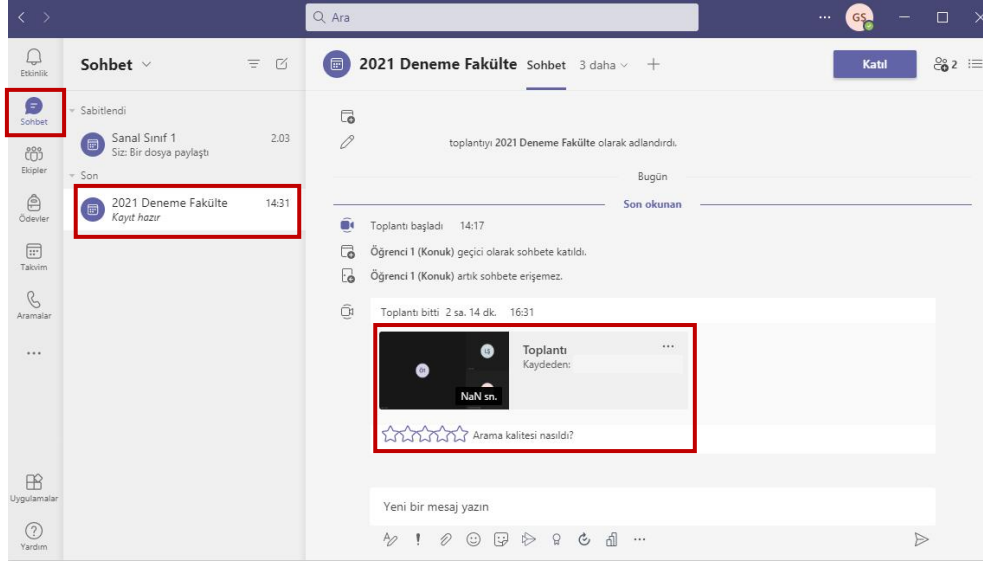 Ara
GS
Etkinlik
Sohbet
Ekipler
Ödevler
Takvim
Aramalar
Uygulamalar
Yardım
Sohbet
Sabitlendi
Sanal Sınıf 1 2.03
Siz: Bir dosya paylaştı
Son
2021 Deneme Fakülte 14:31
Kayıt hazır
2021 Deneme Fakülte Sohbet 3 daha
Katıl
2
toplantıyı 2021 Deneme Fakülte olarak adlandırdı.
Bugün
Son okunan
Toplantı başladı 14:17
Öğrenci 1 (Konuk) geçici olarak sohbete katıldı.
Öğrenci 1 (Konuk) artık sohbete erişemez.
Toplantı bitti 2 sa. 14 dk. 16:31
Toplantı
Kaydeden:
NaN sn.
Arama kalitesi nasıldı?
Yeni bir mesaj yazın